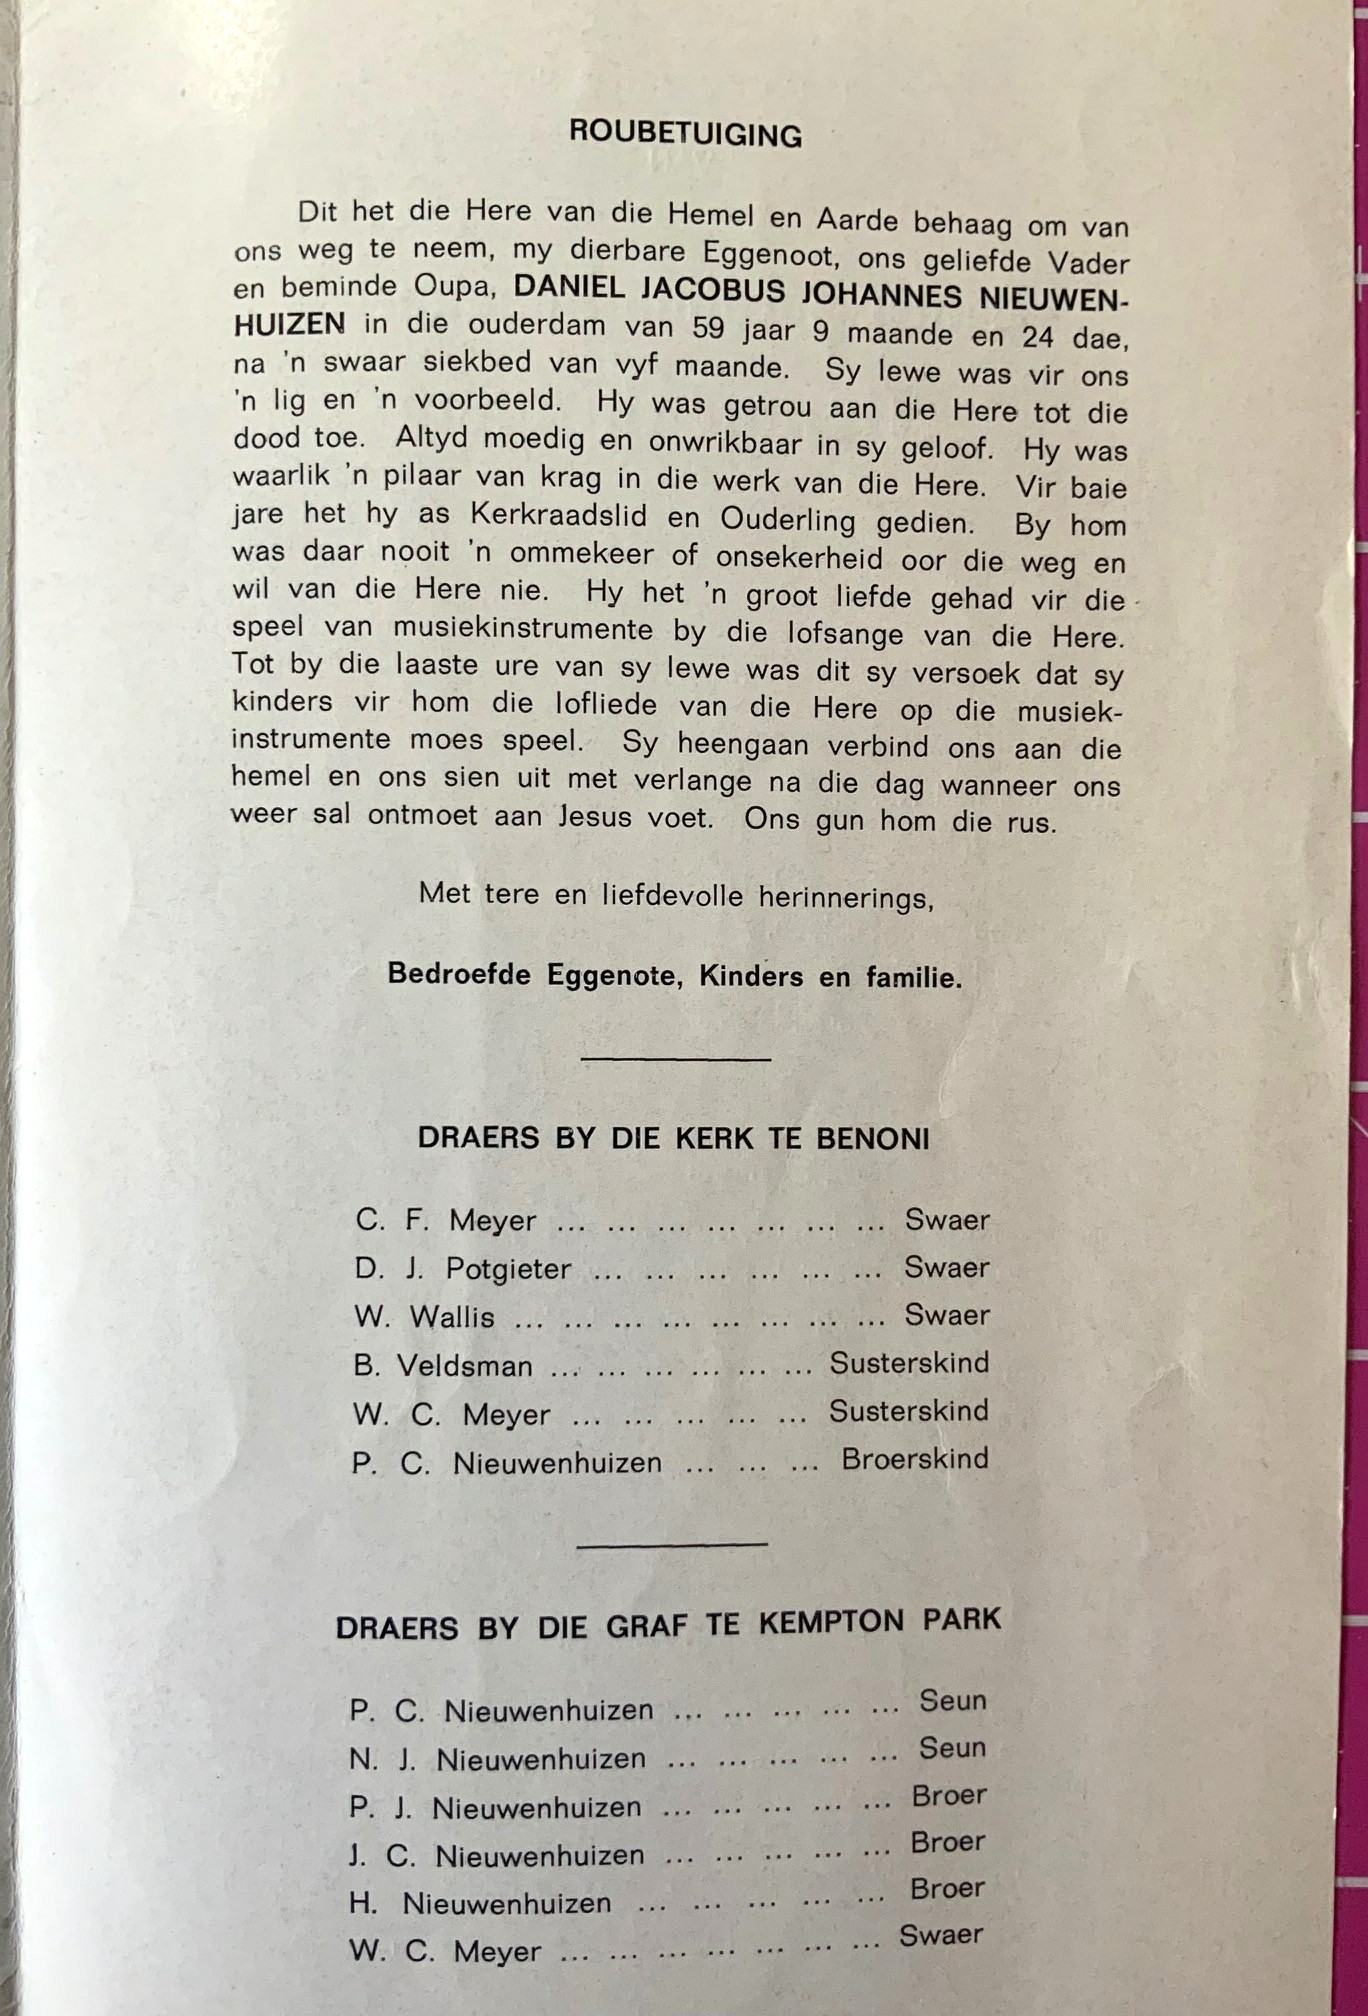 ROUBETUIGING
Dit het die Here van die Hemel en Aarde behaag om van
ons weg te neem, my dierbare Eggenoot, ons geliefde Vader
en beminde Oupa, DANIEL JACOBUS JOHANNES NIEUWEN-
HUIZEN in die ouderdam van 59 jaar 9 maande en 24 dae,
na 'n swaar siekbed van vyf maande. Sy lewe was vir ons
'n lig en 'n voorbeeld. Hy was getrou aan die Here tot die
dood toe. Altyd moedig en onwrikbaar in sy geloof. Hy was
waarlik 'n pilaar van krag in die werk van die Here. Vir baie
jare het hy as Kerkraadslid en Ouderling gedien. By hom
was daar nooit 'n ommekeer of onsekerheid oor die weg en
wil van die Here nie. Hy het 'n groot liefde gehad vir die
speel van musiekinstrumente by die lofsange van die Here.
Tot by die laaste ure van sy lewe was dit sy versoek dat sy
kinders vir hom die lofliede van die Here op die musiek-
instrumente moes speel. Sy heengaan verbind ons aan die
hemel en ons sien uit met verlange na die dag wanneer ons
weer sal ontmoet aan Jesus voet. Ons gun hom die rus.
Met tere en liefdevolle herinnerings,
Bedroefde Eggenote, Kinders en familie.
DRAERS BY DIE KERK TE BENONI
C. F. Meyer ... ... ... ... ... ... ... Swaer
D. J. Potgieter ... ... ... ... ... ... Swaer
W. Wallis ... ... ... ... ... ... ... ... Swaer
B. Veldsman ... ... ... ... ... ... Susterskind
W. C. Meyer ... ... ... ... ... Susterskind
P. C. Nieuwenhuizen ... ... ... Broerskind
DRAERS BY DIE GRAF TE KEMPTON PARK
P. C. Nieuwenhuizen ... ... ... ... ... Seun
N. J. Nieuwenhuizen ... ... ... ... ... Seun
P. J. Nieuwenhuizen ... ... ... ... ... Broer
J. C. Nieuwenhuizen ... ... ... ... ... Broer
H. Nieuwenhuizen ... ... ... ... ... Broer
W. C. Meyer ... ... ... ... ... ... ... Swaer